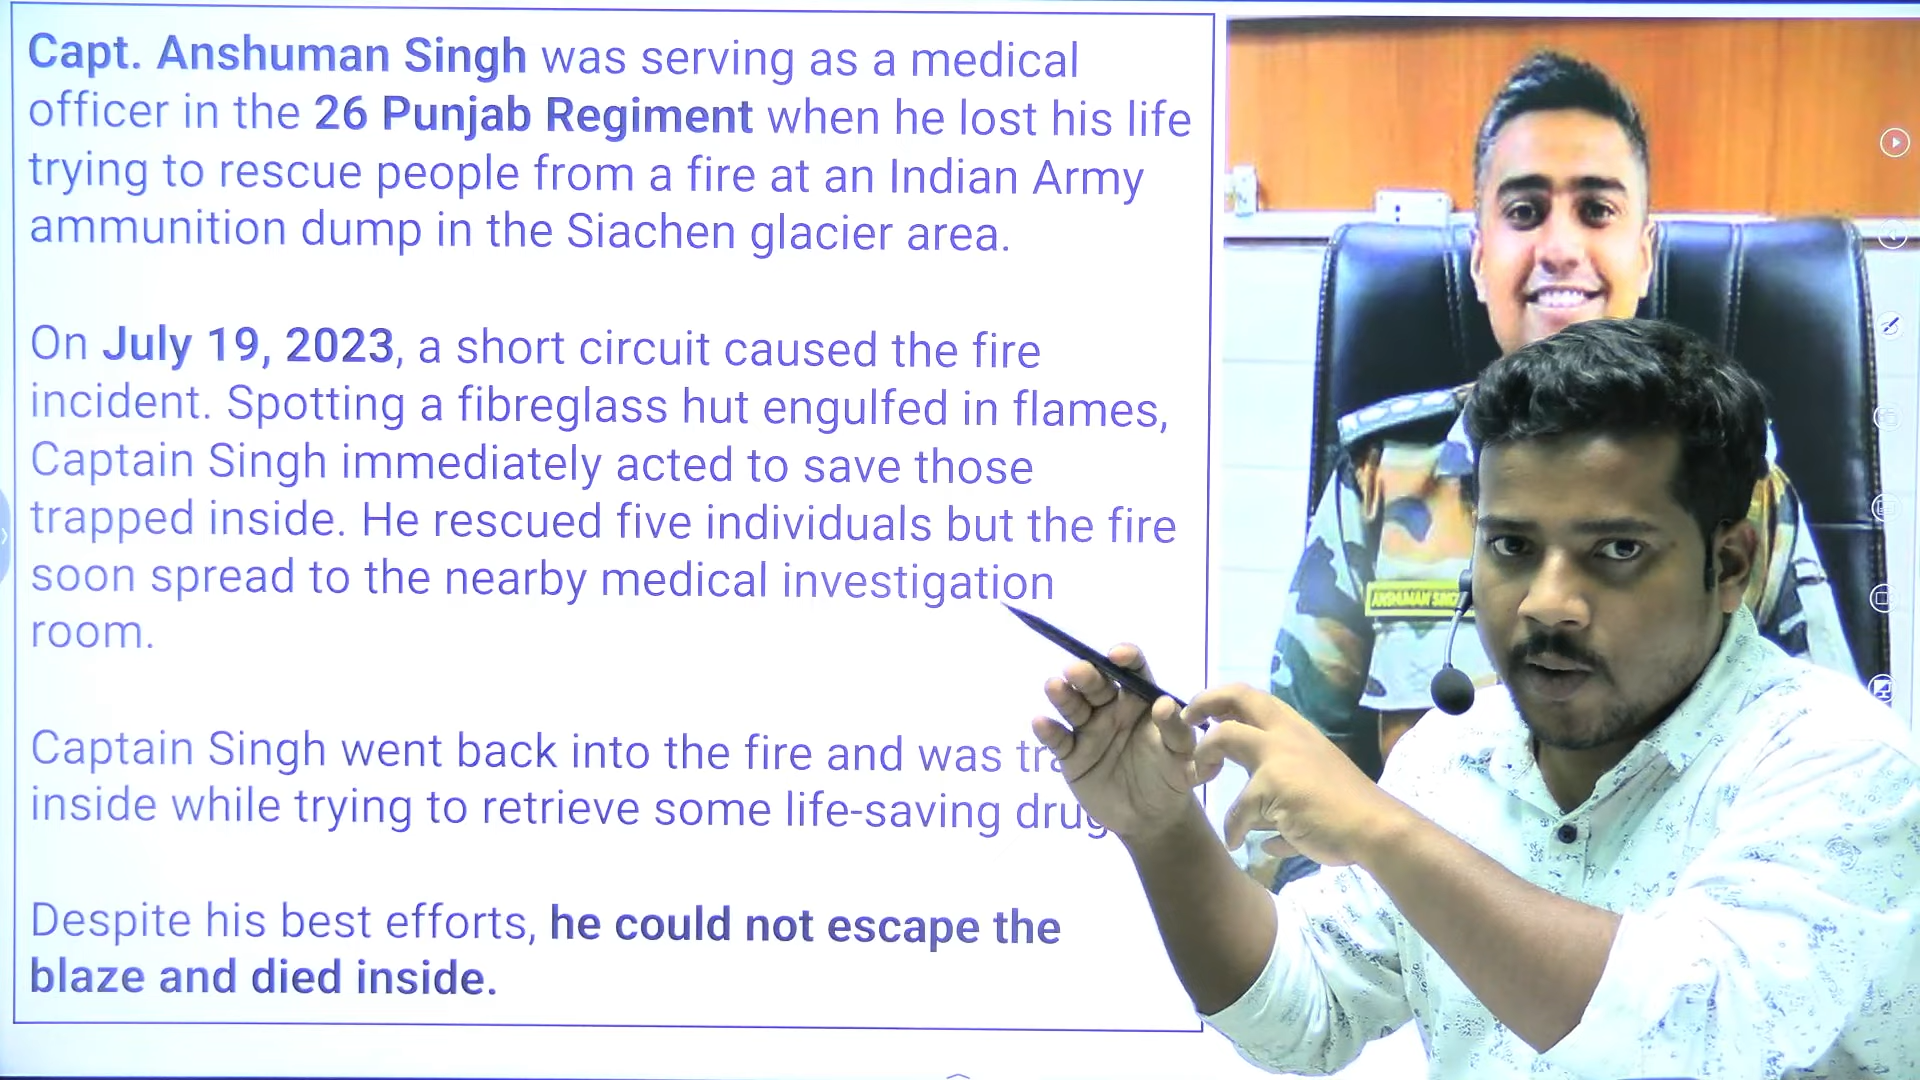 Capt. Anshuman Singh was serving as a medical
officer in the 26 Punjab Regiment when he lost his life
trying to rescue people from a fire at an Indian Army
ammunition dump in the Siachen glacier area.
On July 19, 2023, a short circuit caused the fire
incident. Spotting a fibreglass hut engulfed in flames,
Captain Singh immediately acted to save those
trapped inside. He rescued five individuals but the fire
soon spread to the nearby medical investigation
room.
Captain Singh went back into the fire and was
inside while trying to retrieve some life-saving
Despite his best efforts, he could not escape the
blaze and died inside.
ANSHUMAN